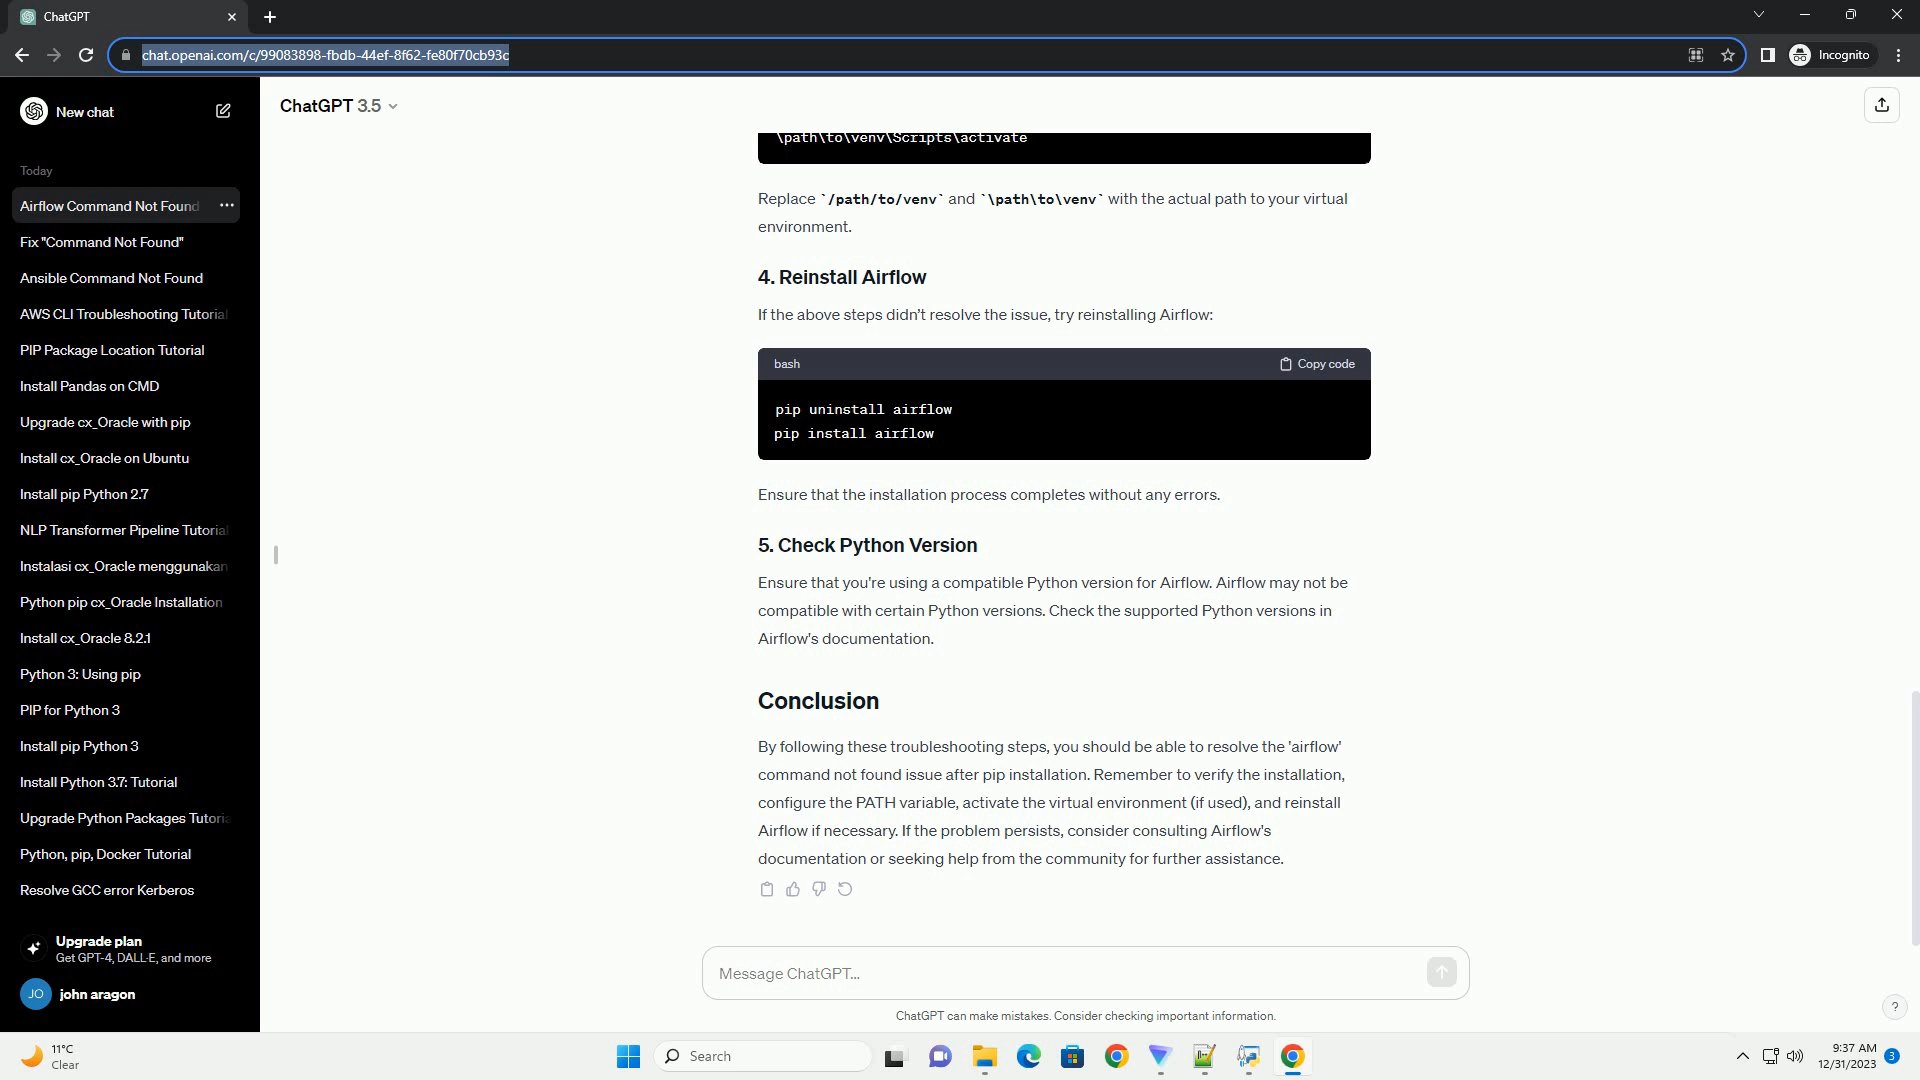 ChatGPT
chat.openai.com/c/99083898-fbdb-44ef-8f62-fe80f70cb93c
Incognito
New chat
ChatGPT 3.5
Today
Airflow Command Not Found
Fix "Command Not Found"
Ansible Command Not Found
AWS CLI Troubleshooting Tutorial
PIP Package Location Tutorial
Install Pandas on CMD
Upgrade cx_Oracle with pip
Install cx_Oracle on Ubuntu
Install pip Python 2.7
NLP Transformer Pipeline Tutorial
Instalasi cx_Oracle menggunakan
Python pip cx_Oracle Installation
Install cx_Oracle 8.2.1
Python 3: Using pip
PIP for Python 3
Install pip Python 3
Install Python 3.7: Tutorial
Upgrade Python Packages Tutoria
Python, pip, Docker Tutorial
Resolve GCC error Kerberos
Upgrade plan
Get GPT-4, DALL·E, and more
JO john aragon
\path\to\venv\Scripts\activate
Replace `/path/to/venv` and `\path\to\venv` with the actual path to your virtual
environment.
4. Reinstall Airflow
If the above steps didn’t resolve the issue, try reinstalling Airflow:
bash Copy code
pip uninstall airflow
pip install airflow
Ensure that the installation process completes without any errors.
5. Check Python Version
Ensure that you're using a compatible Python version for Airflow. Airflow may not be
compatible with certain Python versions. Check the supported Python versions in
Airflow's documentation.
Conclusion
By following these troubleshooting steps, you should be able to resolve the 'airflow'
command not found issue after pip installation. Remember to verify the installation,
configure the PATH variable, activate the virtual environment (if used), and reinstall
Airflow if necessary. If the problem persists, consider consulting Airflow's
documentation or seeking help from the community for further assistance.
Message ChatGPT...
ChatGPT can make mistakes. Consider checking important information.
?
11°C
Clear
Search
9:37 AM
12/31/2023
3